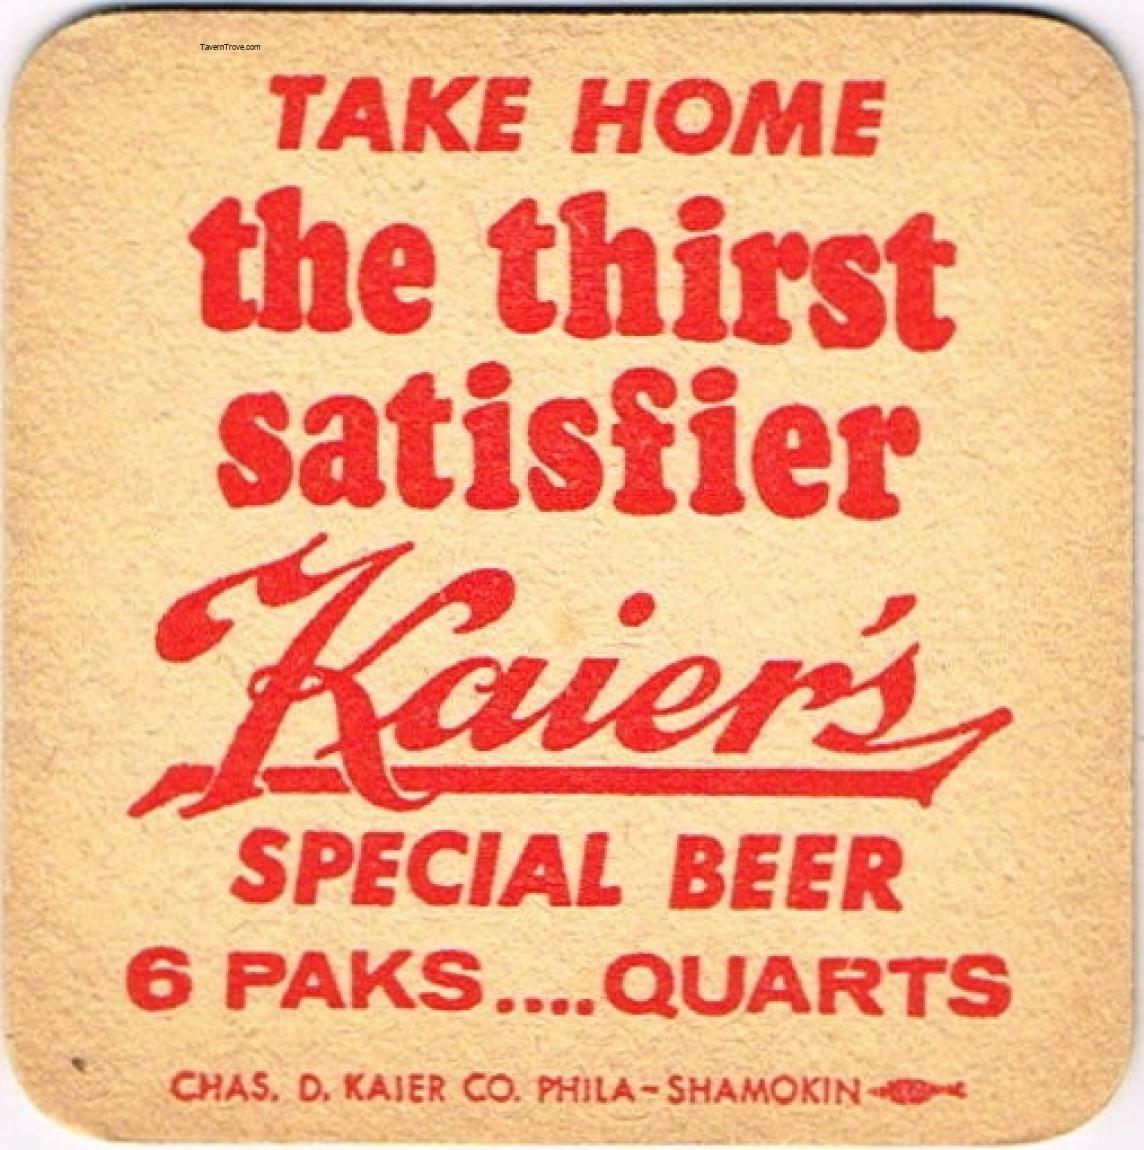 TavernTrove.com
TAKE HOME
the thirst
satisfier
Kaier's
SPECIAL BEER
6 PAKS....QUARTS
CHAS. D. KAIER CO. PHILA~SHAMOKIN